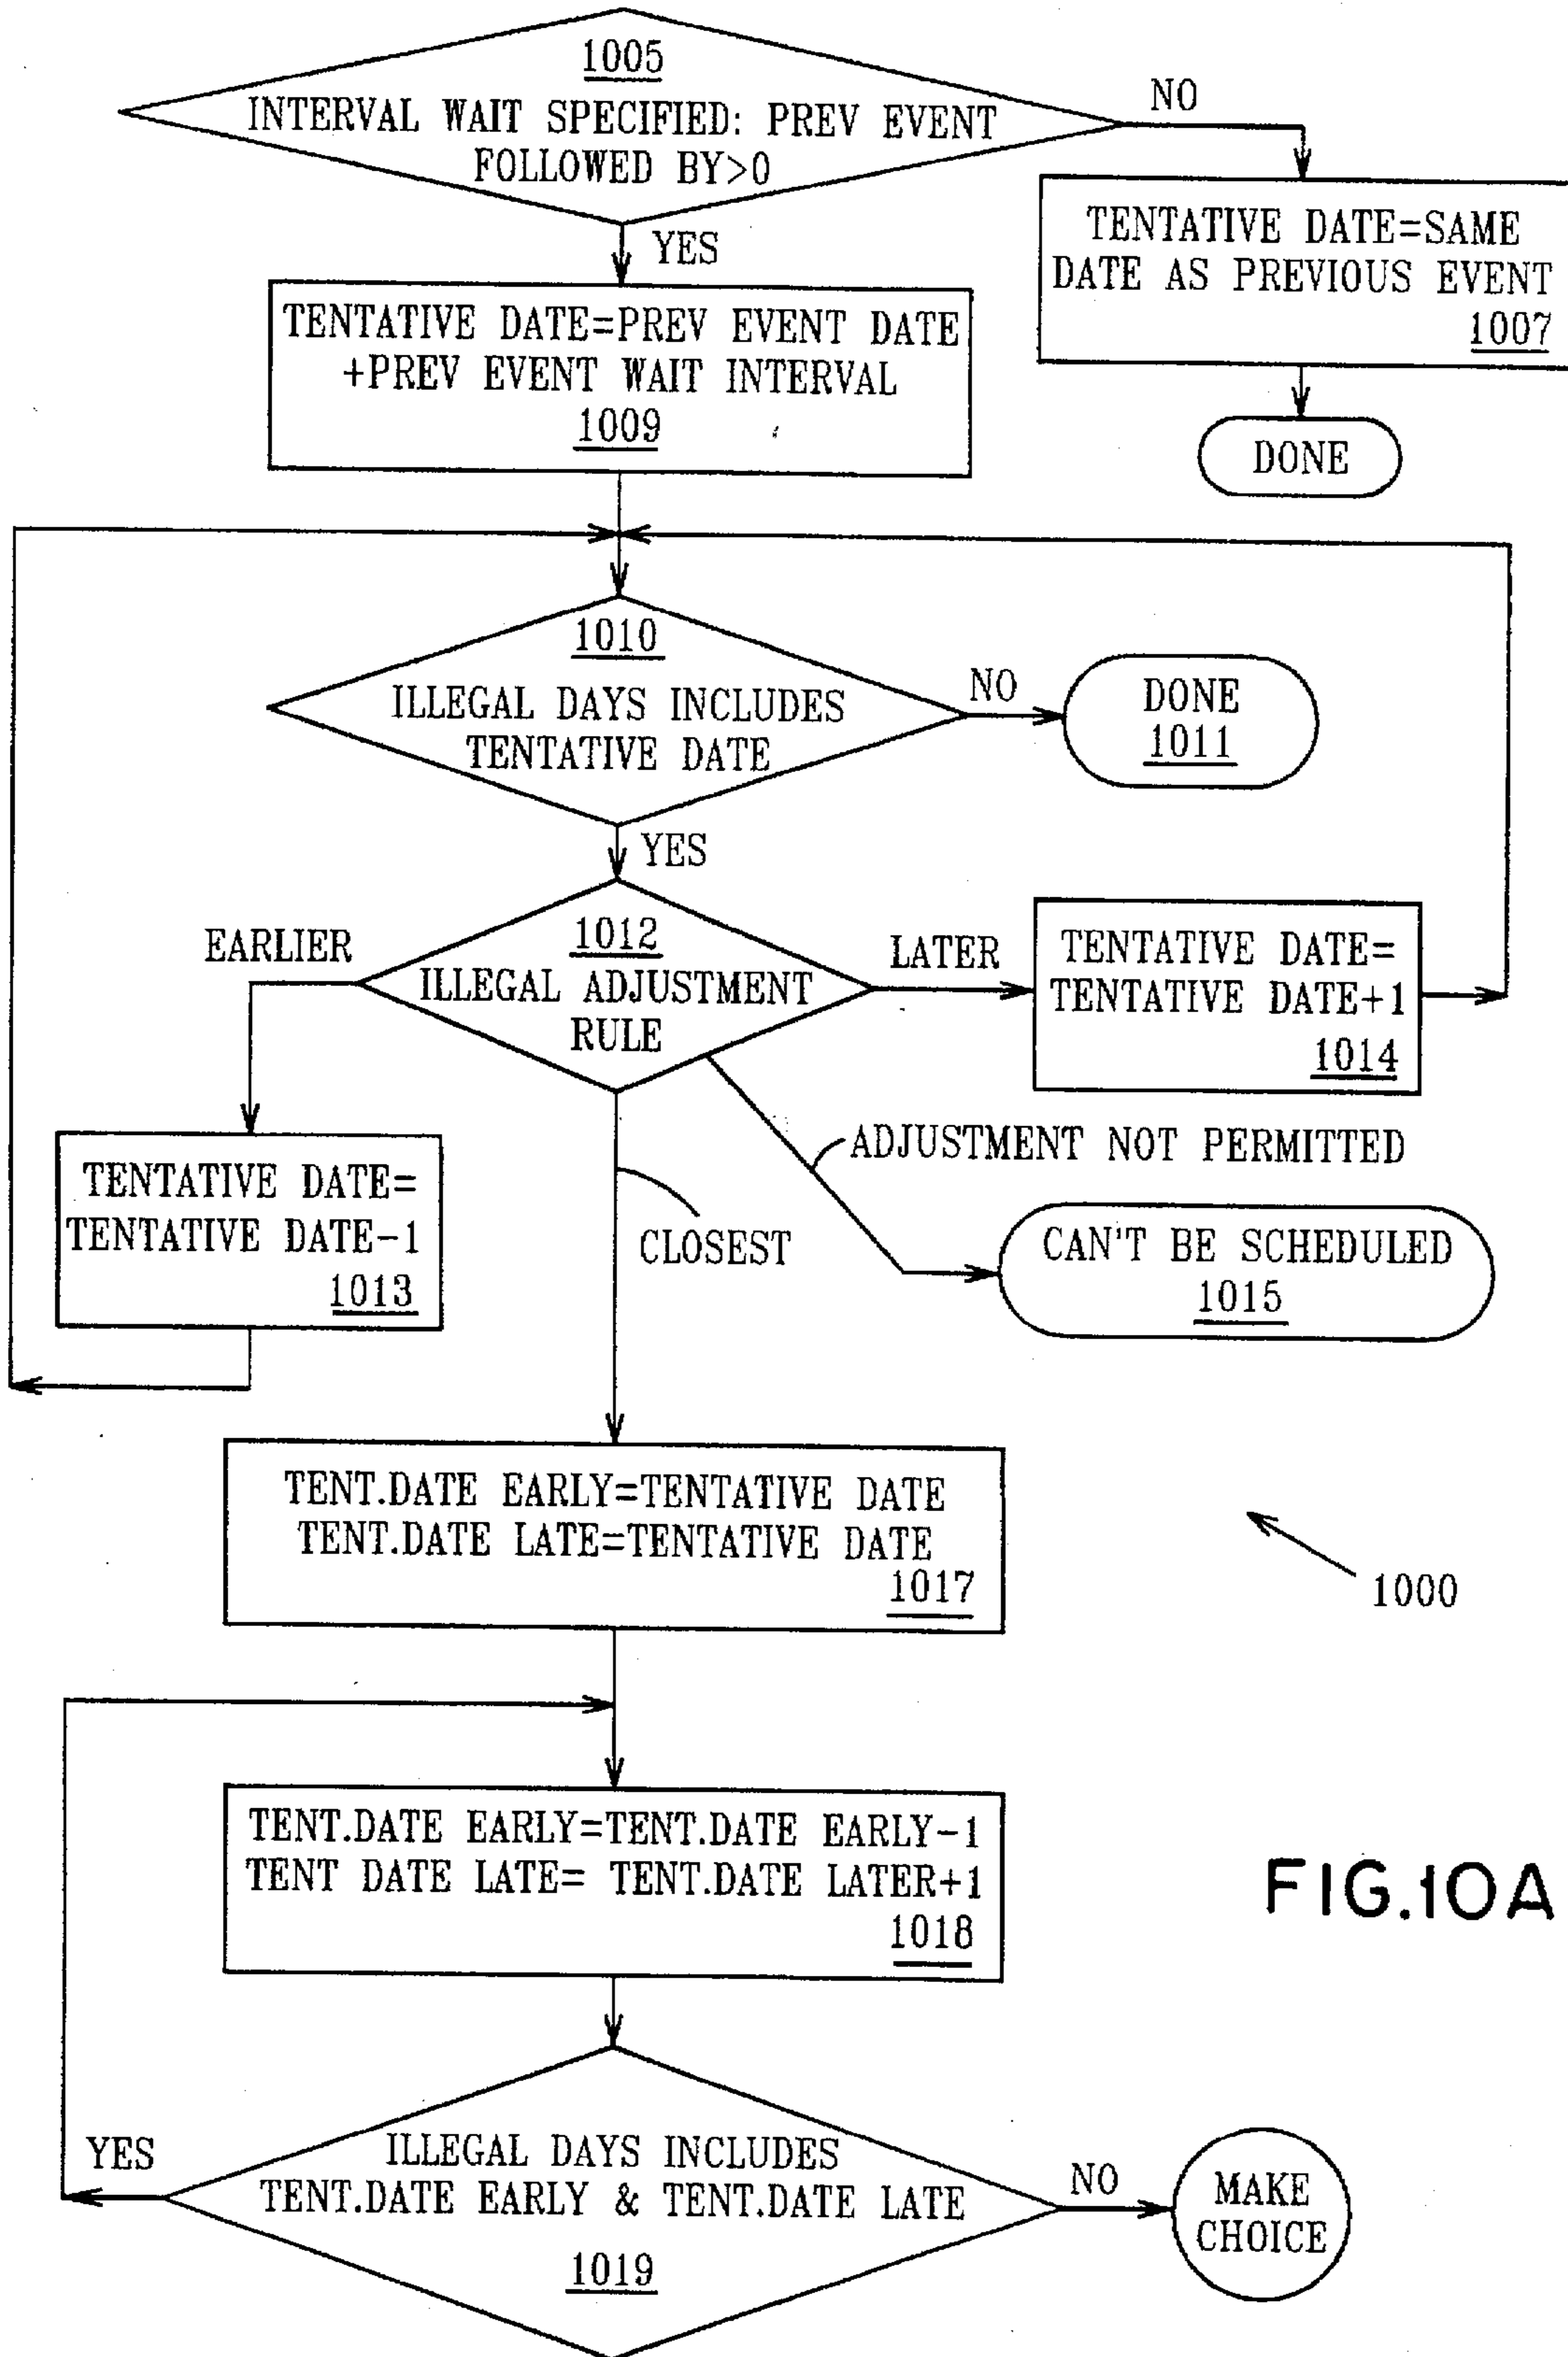 1005
INTERVAL WAIT SPECIFIED: PREV EVENT
FOLLOWED BY>0
NO
YES
TENTATIVE DATE=SAME
DATE AS PREVIOUS EVENT
1007
DONE
TENTATIVE DATE=PREV EVENT DATE
+PREV EVENT WAIT INTERVAL
1009
1010
ILLEGAL DAYS INCLUDES
TENTATIVE DATE
NO
DONE
1011
YES
1012
ILLEGAL ADJUSTMENT
RULE
EARLIER
LATER
TENTATIVE DATE=
TENTATIVE DATE+1
1014
ADJUSTMENT NOT PERMITTED
TENTATIVE DATE=
TENTATIVE DATE-1
1013
CLOSEST
CAN'T BE SCHEDULED
1015
TENT.DATE EARLY=TENTATIVE DATE
TENT.DATE LATE=TENTATIVE DATE
1017
1000
TENT.DATE EARLY=TENT.DATE EARLY-1
TENT DATE LATE= TENT.DATE LATER+1
1018
FIG.10A
YES
ILLEGAL DAYS INCLUDES
TENT.DATE EARLY & TENT.DATE LATE
1019
NO
MAKE
CHOICE